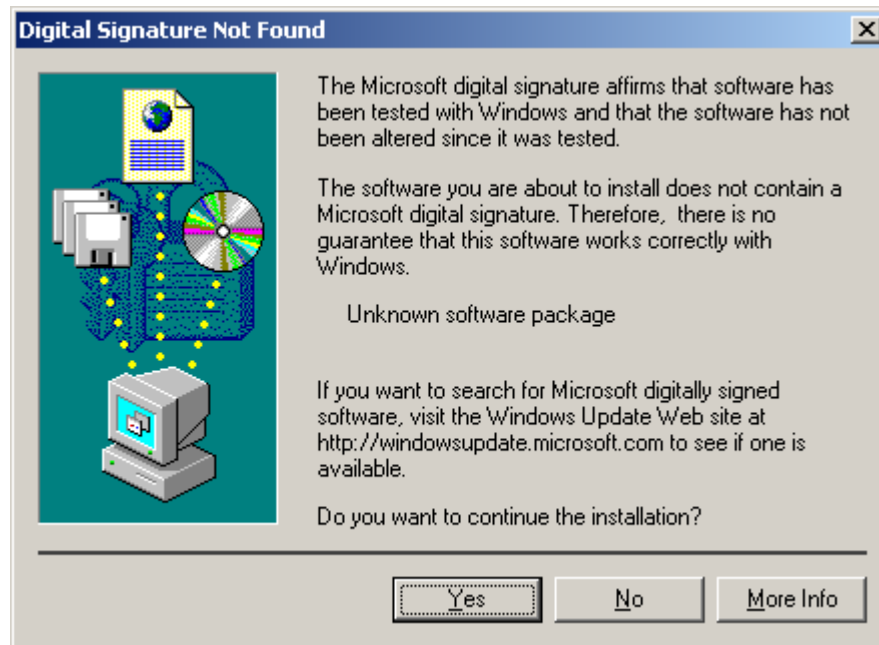 Digital Signature Not Found
The Microsoft digital signature affirms that software has
been tested with Windows and that the software has not
been altered since it was tested.
The software you are about to install does not contain a
Microsoft digital signature. Therefore,  there is no
guarantee that this software works correctly with
Windows.
Unknown software package
If you want to search for Microsoft digitally signed
software, visit the Windows Update Web site at
http://windowsupdate.microsoft.com to see if one is
available.
Do you want to continue the installation?
Yes No More Info